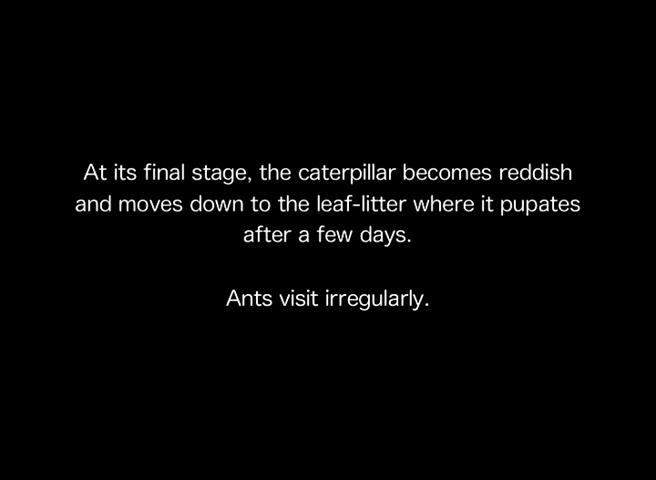 At its final stage, the caterpillar becomes reddish
and moves down to the leaf-litter where it pupates
after a few days.
Ants visit irregularly.